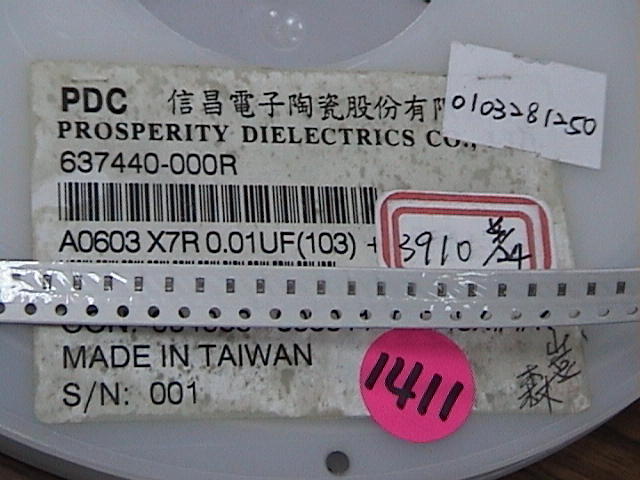 PDC 信昌電子陶瓷股份有限
0103281250
PROSPERITY DIELECTRICS CO.,
637440-000R
A0603 X7R 0.01UF(103) +
3910
MADE IN TAIWAN
S/N: 001
1411
森